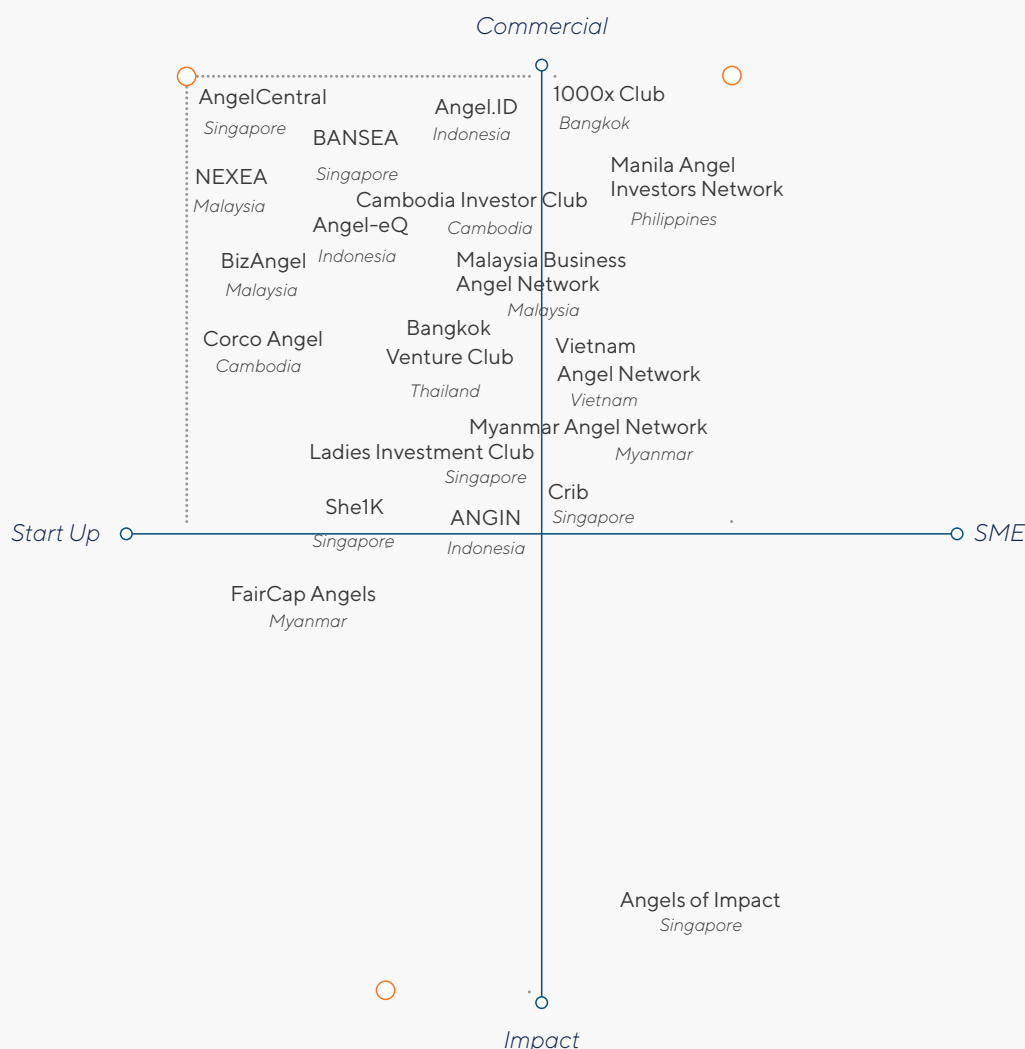 Commercial
AngelCentral
Singapore
BANSEA
Singapore
Angel.ID
Indonesia
1000x Club
Bangkok
NEXEA
Malaysia
Manila Angel
Investors Network
Philippines
Cambodia Investor Club
Cambodia
Angel-eQ
Indonesia
BizAngel
Malaysia
Malaysia Business
Angel Network
Malaysia
Corco Angel
Cambodia
Bangkok
Venture Club
Thailand
Vietnam
Angel Network
Vietnam
Myanmar Angel Network
Myanmar
Ladies Investment Club
Singapore
Crib
Singapore
She1K
Singapore
ANGIN
Indonesia
Start Up
SME
FairCap Angels
Myanmar
Angels of Impact
Singapore
Impact